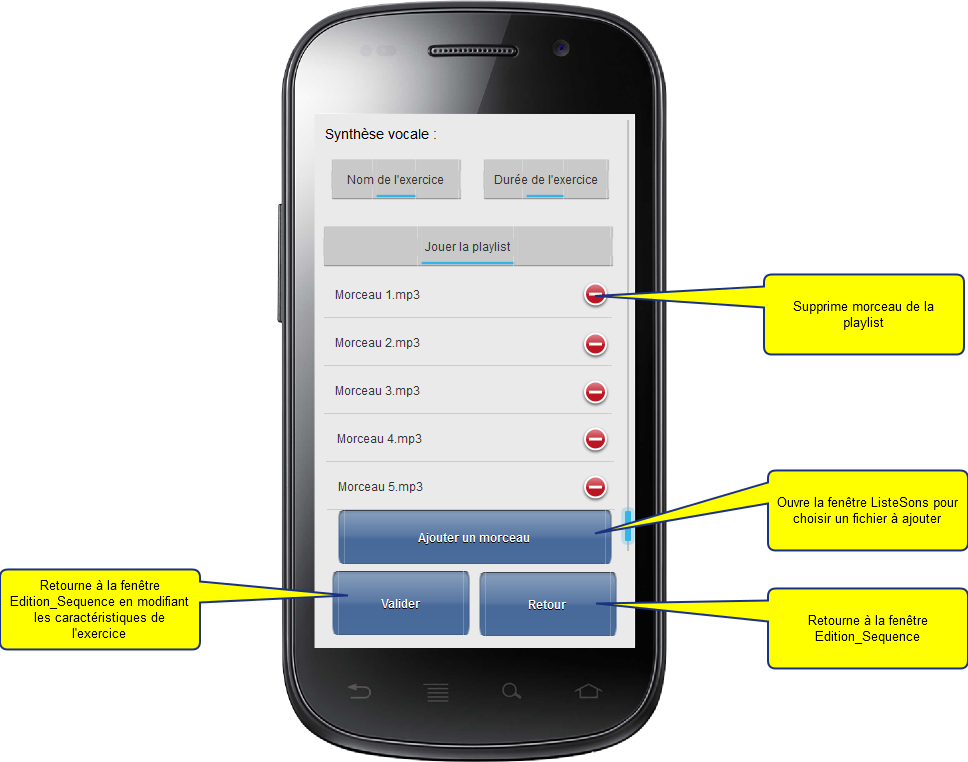 Synthèse vocale :
Nom de l'exercice
Durée de l'exercice
Jouer la playlist
Morceau 1.mp3
Morceau 2.mp3
Morceau 3.mp3
Morceau 4.mp3
Morceau 5.mp3
Ajouter un morceau
Valider
Retour
Supprime morceau de la
playlist
Ouvre la fenêtre ListeSons pour
choisir un fichier à ajouter
Retourne à la fenêtre
Edition_Sequence en modifiant
les caractéristiques de
l'exercice
Retourne à la fenêtre
Edition_Sequence